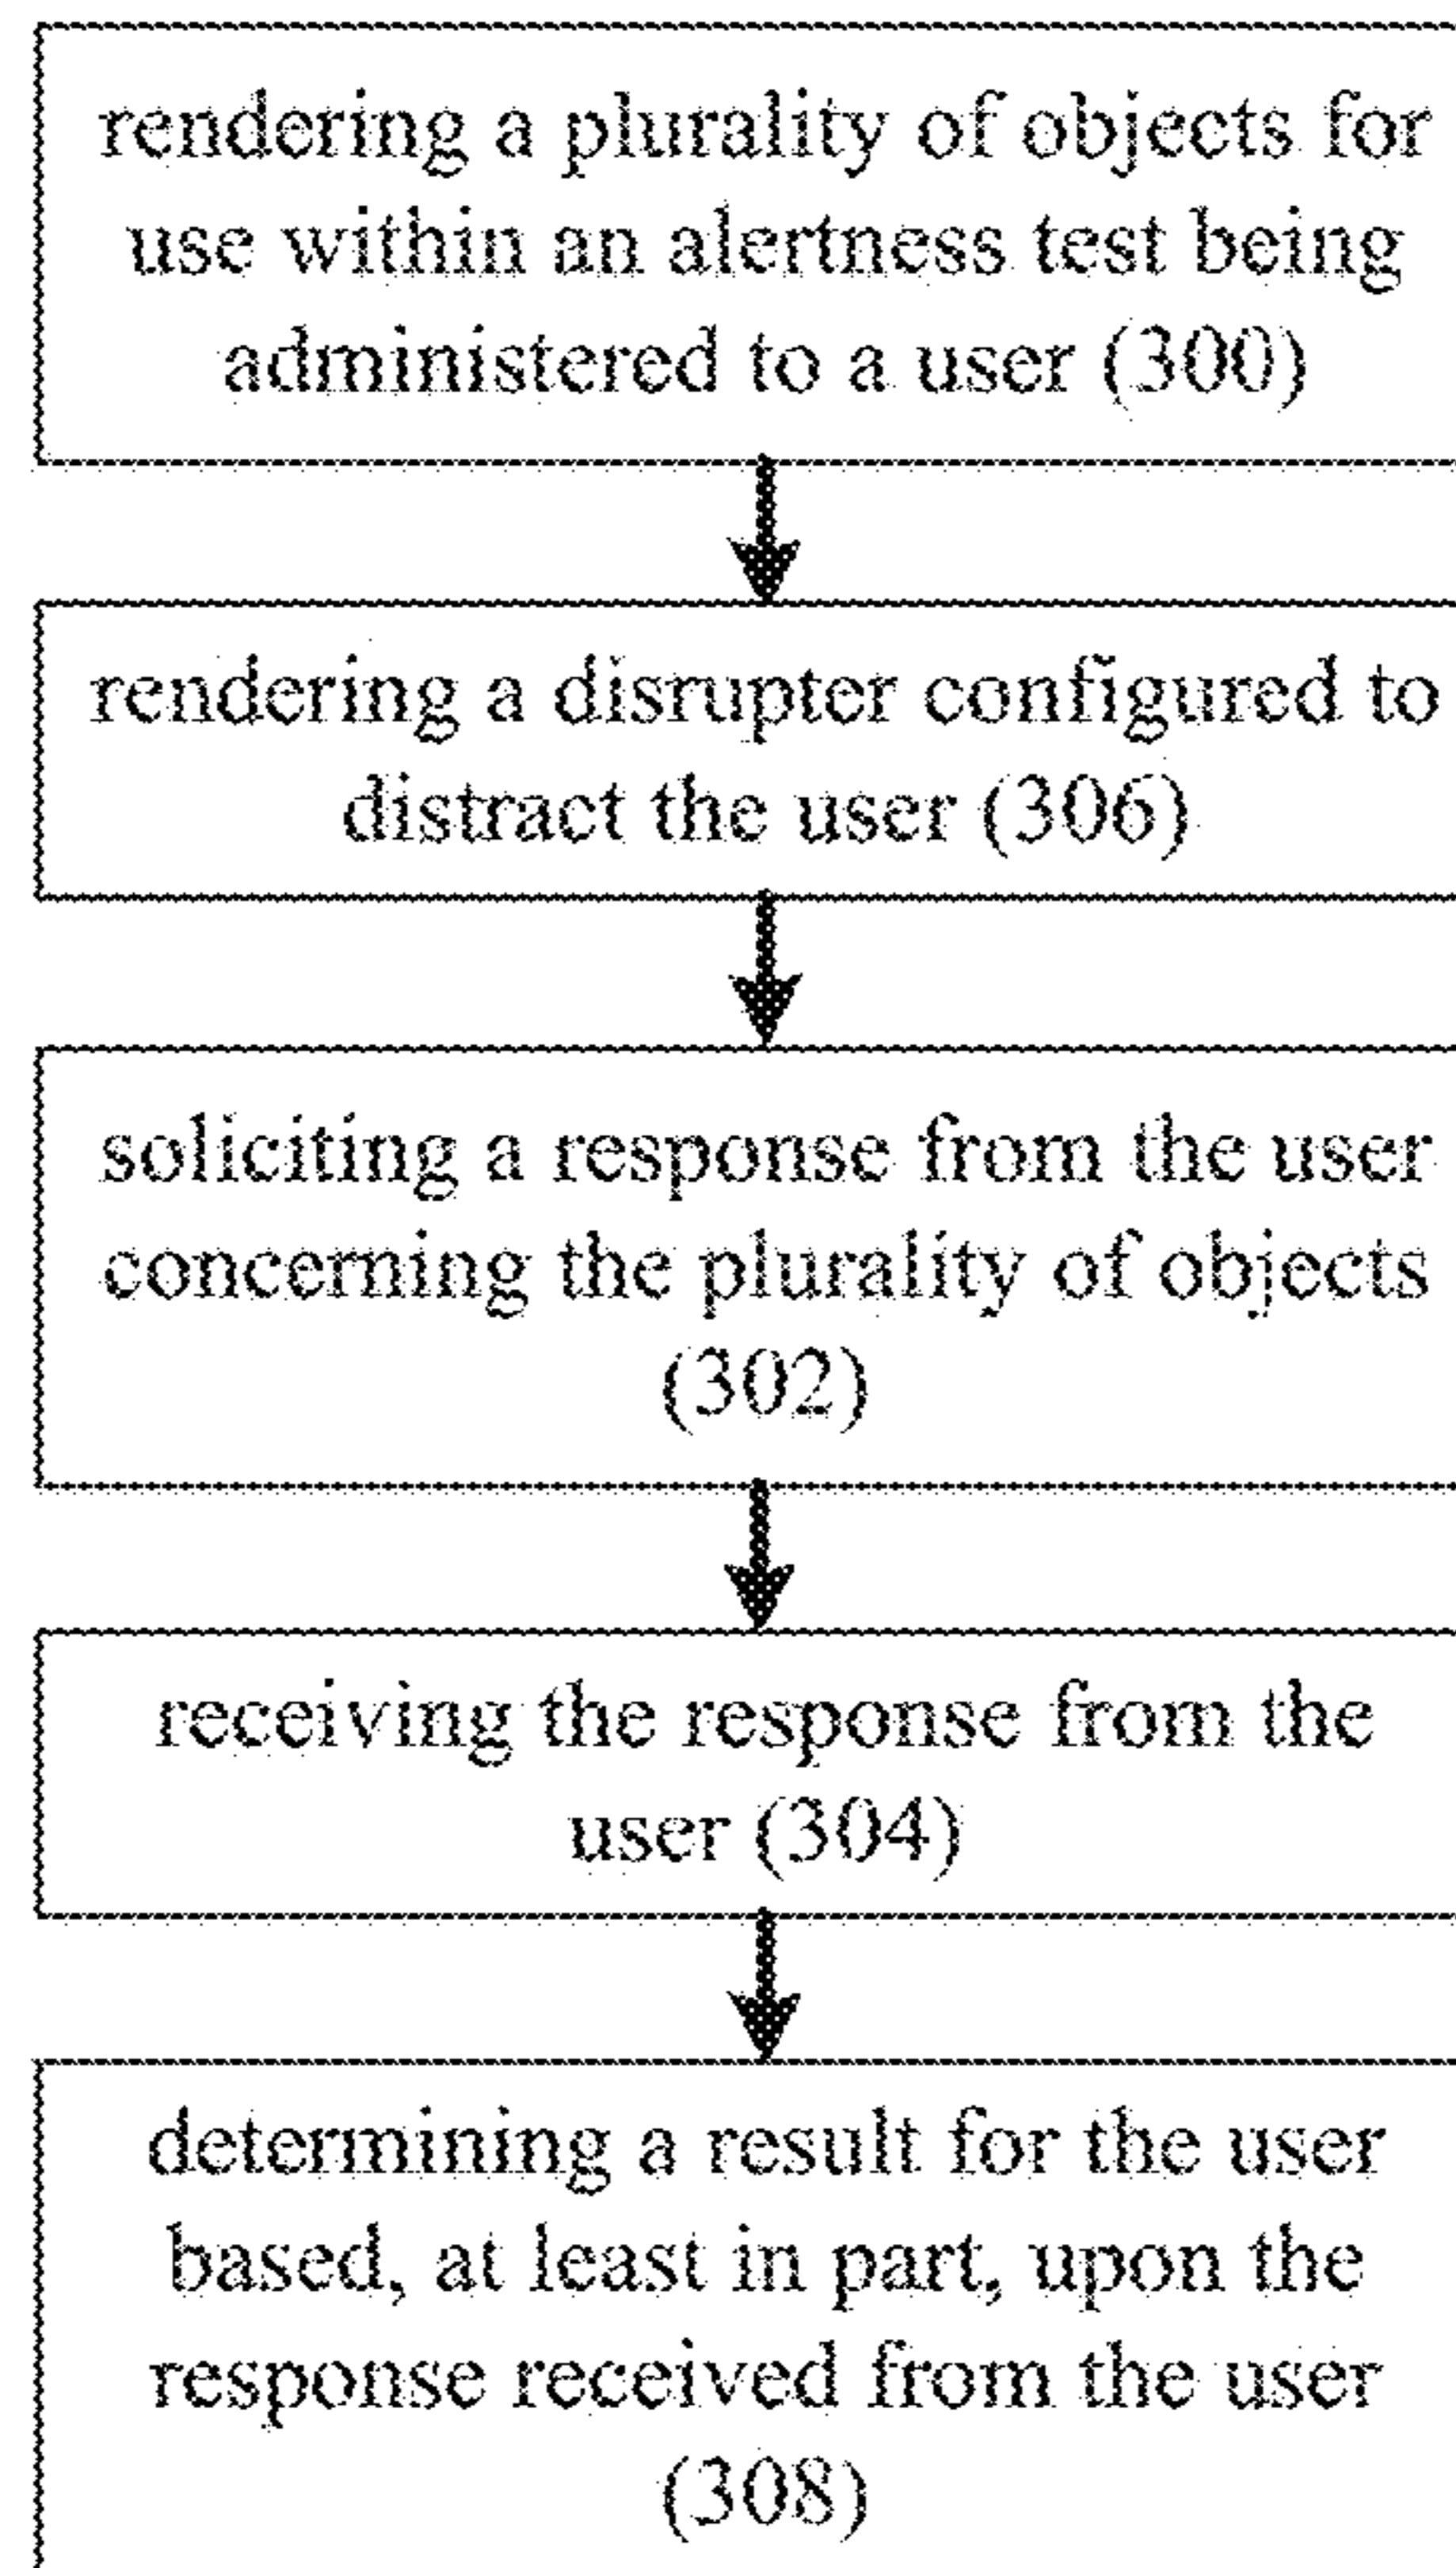 rendering a plurality of objects for
use within an alertness test being
administered to a user (300)
rendering a disrupter configured to
distract the user (306)
soliciting a response from the user
concerning the plurality of objects
(302)
receiving the response from the
user (304)
determining a result for the user
based, at least in part, upon the
response received from the user
(308)